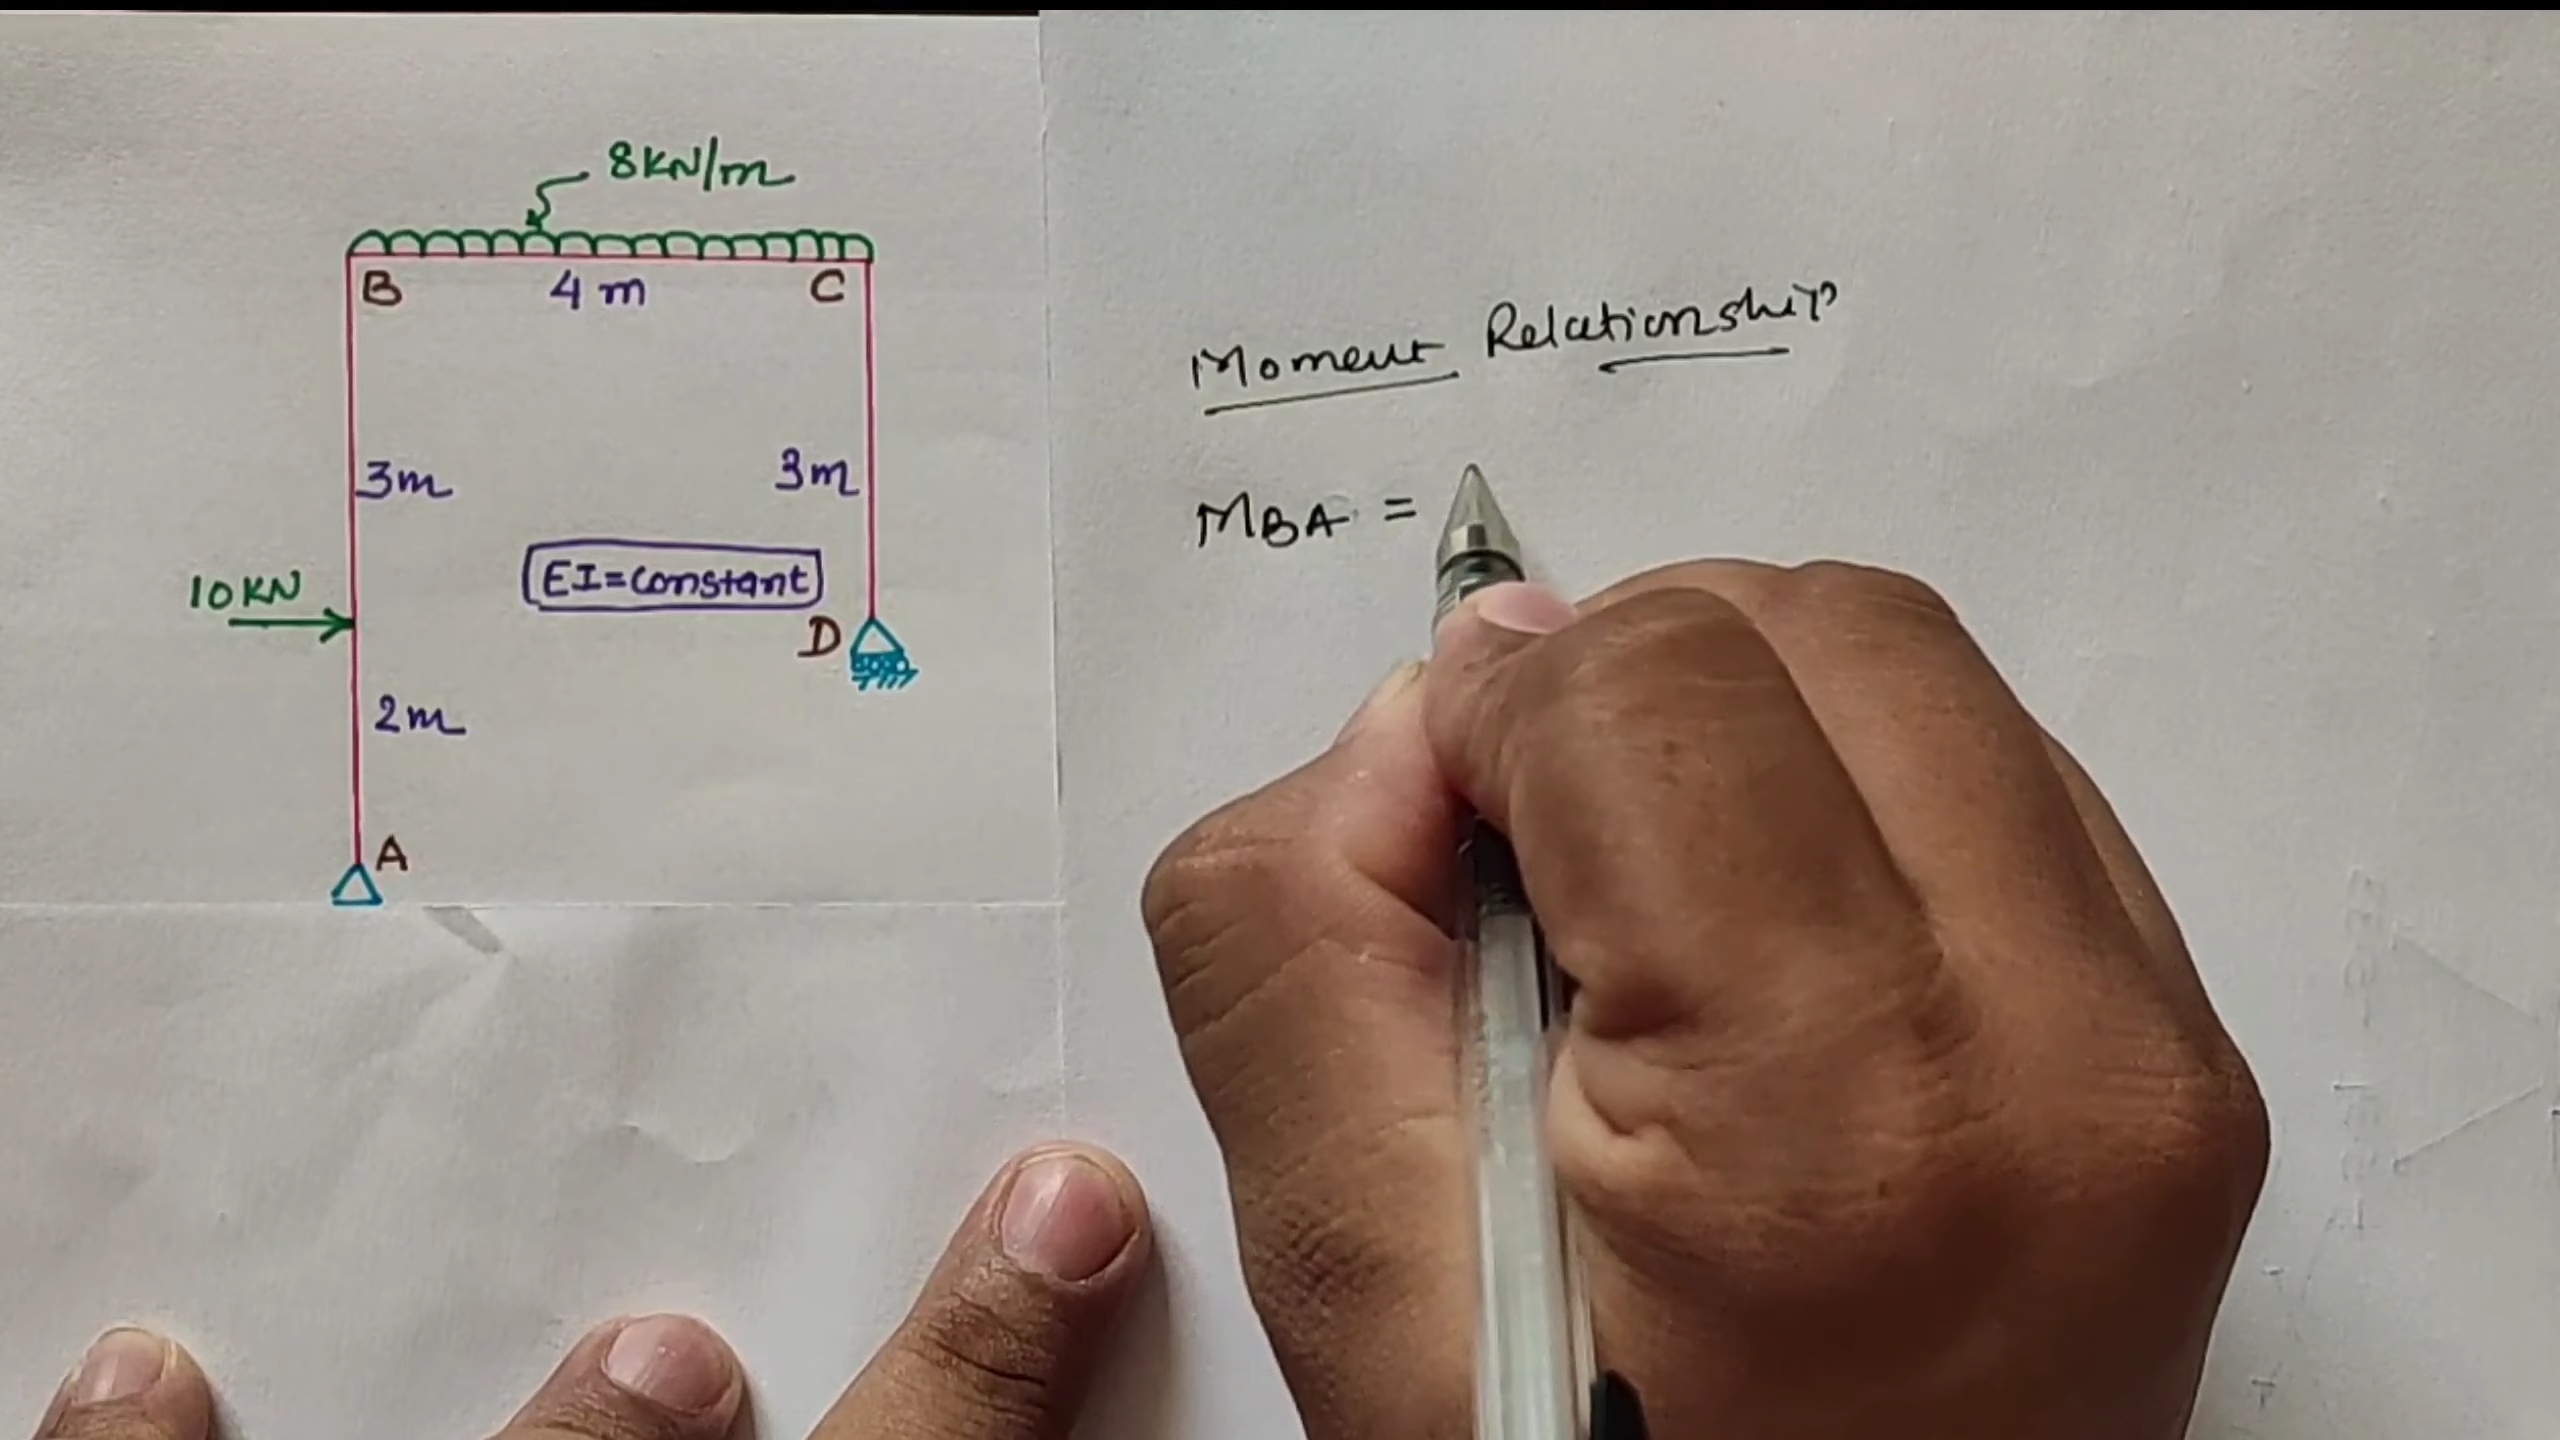 8KN/m
B 4 m C
3m 3m
10KN
EI=constant
D
2m
A
Moment Relationship
MBA =